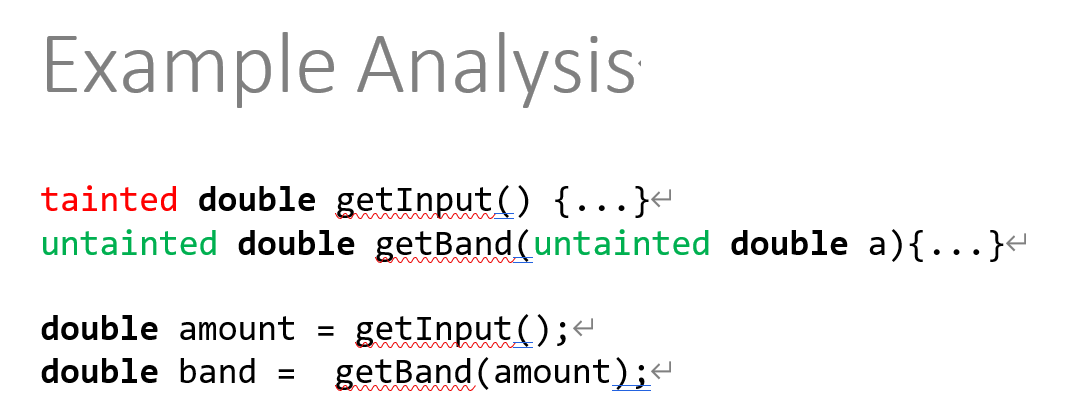 Example Analysis
tainted double getInput() {...}
untainted double getBand(untainted double a){...}
double amount = getInput();
double band =  getBand(amount);